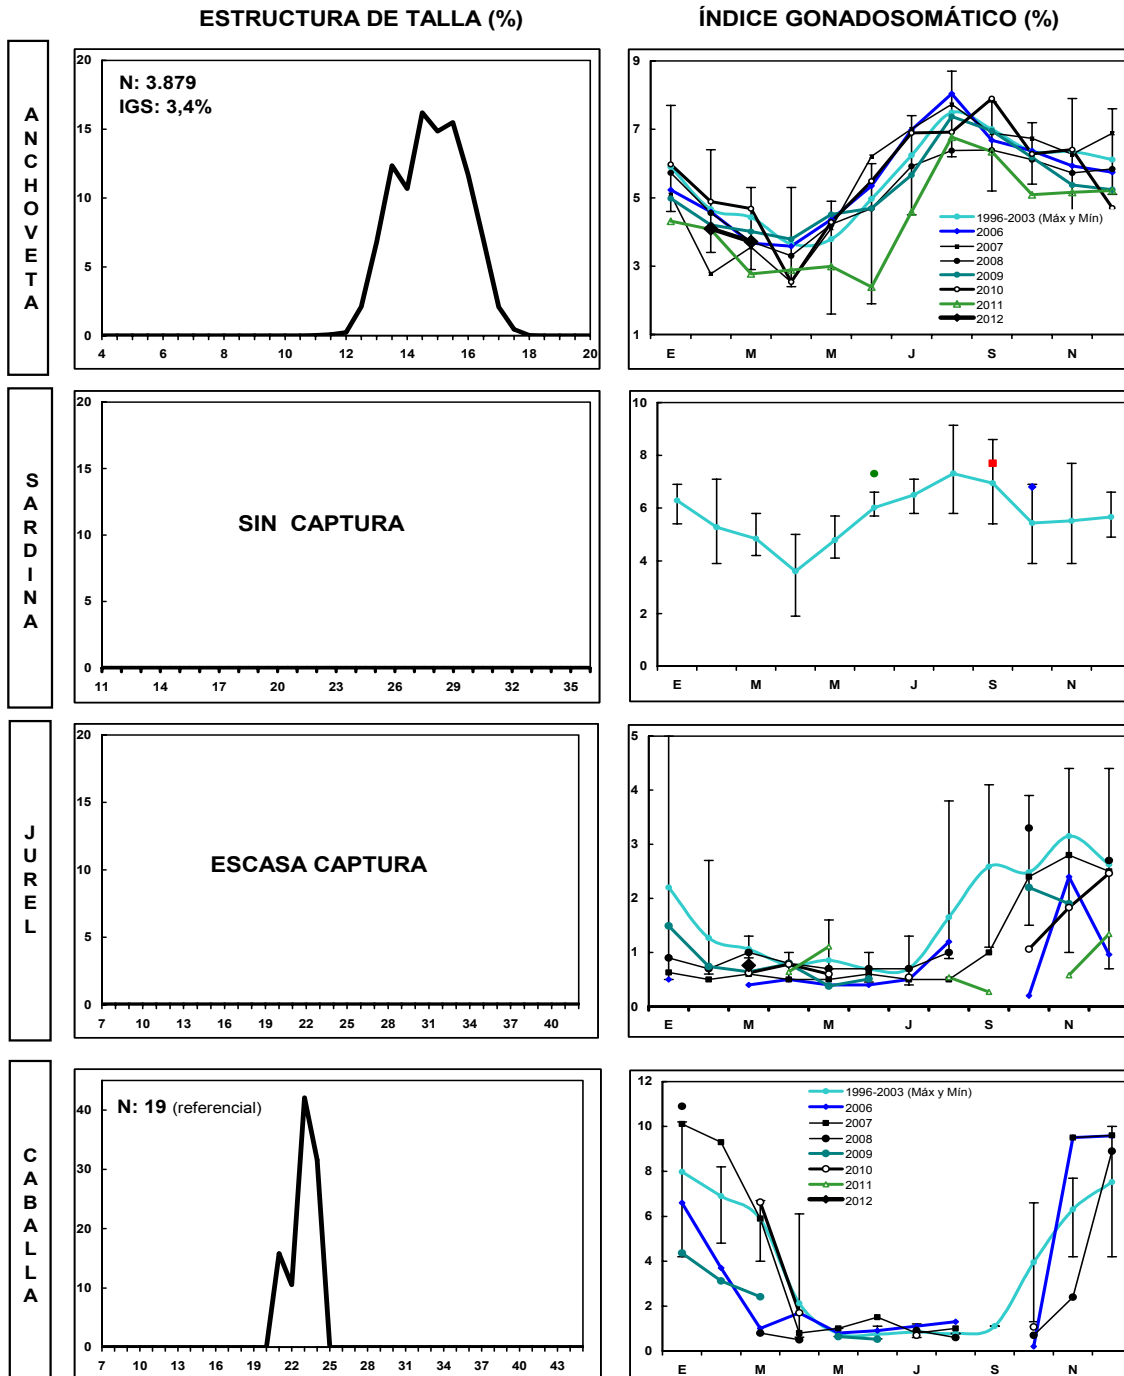 ESTRUCTURA DE TALLA (%)
ÍNDICE GONADOSOMÁTICO (%)
ANCHOVETA
20
15
10
5
0
N: 3.879
IGS: 3,4%
4 6 8 10 12 14 16 18 20
9
7
5
3
1
1996-2003 (Máx y Mín)
2006
2007
2008
2009
2010
2011
2012
E M M J S N
SARDINA
20
15
10
5
0
SIN CAPTURA
11 14 17 20 23 26 29 32 35
10
8
6
4
2
0
E M M J S N
JUREL
20
15
10
5
0
ESCASA CAPTURA
7 10 13 16 19 22 25 28 31 34 37 40
5
4
3
2
1
0
E M M J S N
CABALLA
40
30
20
10
0
N: 19 (referencial)
7 10 13 16 19 22 25 28 31 34 37 40 43
12
10
8
6
4
2
0
1996-2003 (Máx y Mín)
2006
2007
2008
2009
2010
2011
2012
E M M J S N